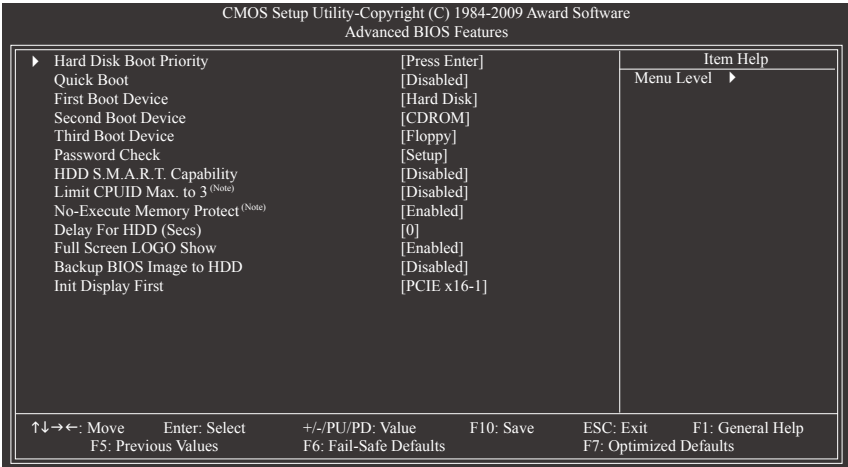 CMOS Setup Utility-Copyright (C) 1984-2009 Award Software
Advanced BIOS Features
▶ Hard Disk Boot Priority [Press Enter]
Quick Boot [Disabled]
First Boot Device [Hard Disk]
Second Boot Device [CDROM]
Third Boot Device [Floppy]
Password Check [Setup]
HDD S.M.A.R.T. Capability [Disabled]
Limit CPUID Max. to 3 (Note) [Disabled]
No-Execute Memory Protect (Note) [Enabled]
Delay For HDD (Secs) [0]
Full Screen LOGO Show [Enabled]
Backup BIOS Image to HDD [Disabled]
Init Display First [PCIE x16-1]
Item Help
Menu Level ▶
↑↓→←: Move Enter: Select +/-/PU/PD: Value F10: Save ESC: Exit F1: General Help
F5: Previous Values F6: Fail-Safe Defaults F7: Optimized Defaults